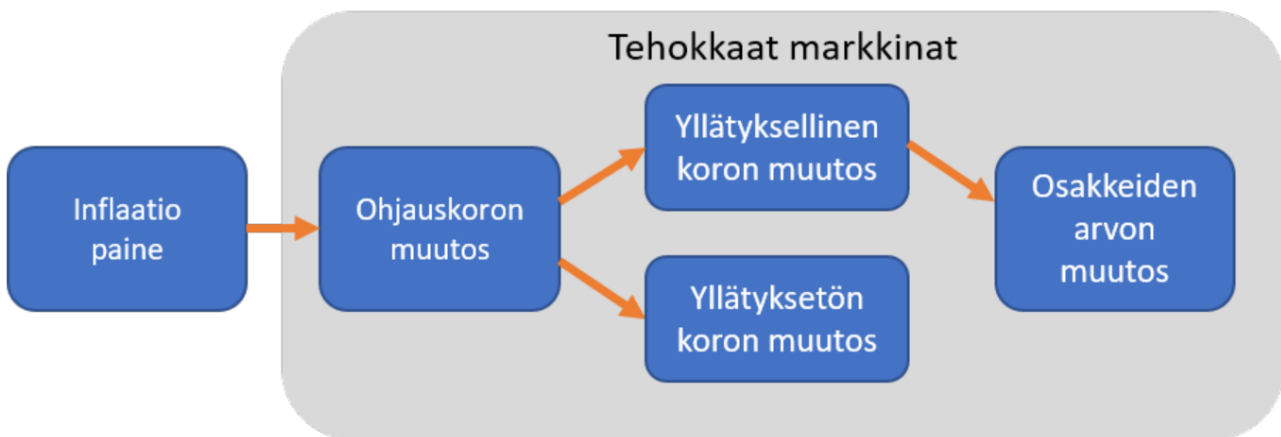 Tehokkaat markkinat
Inflaatio
paine
Ohjauskoron
muutos
Yllätyksellinen
koron muutos
Yllätyksetön
koron muutos
Osakkeiden
arvon
muutos